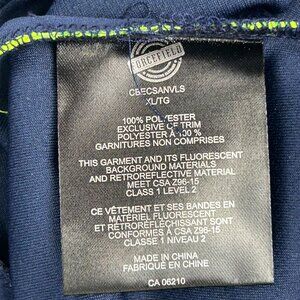 FORCEFIELD
CBECSANVLS
XL/TG
100% POLYESTER
EXCLUSIVE OF TRIM
POLYESTER À 100 %
GARNITURES NON COMPRISES
THIS GARMENT AND ITS FLUORESCENT
BACKGROUND MATERIALS
AND RETROREFLECTIVE MATERIAL
MEET CSA Z96-15
CLASS 1 LEVEL 2
CE VÊTEMENT ET SES BANDES EN
MATÉRIEL FLUORESCENT ET
RÉTRORÉFLÉCHISSANT SONT
CONFORMES À CSA Z96-15
CLASSE 1 NIVEAU 2
MADE IN CHINA
FABRIQUÉ EN CHINE
CA 06210